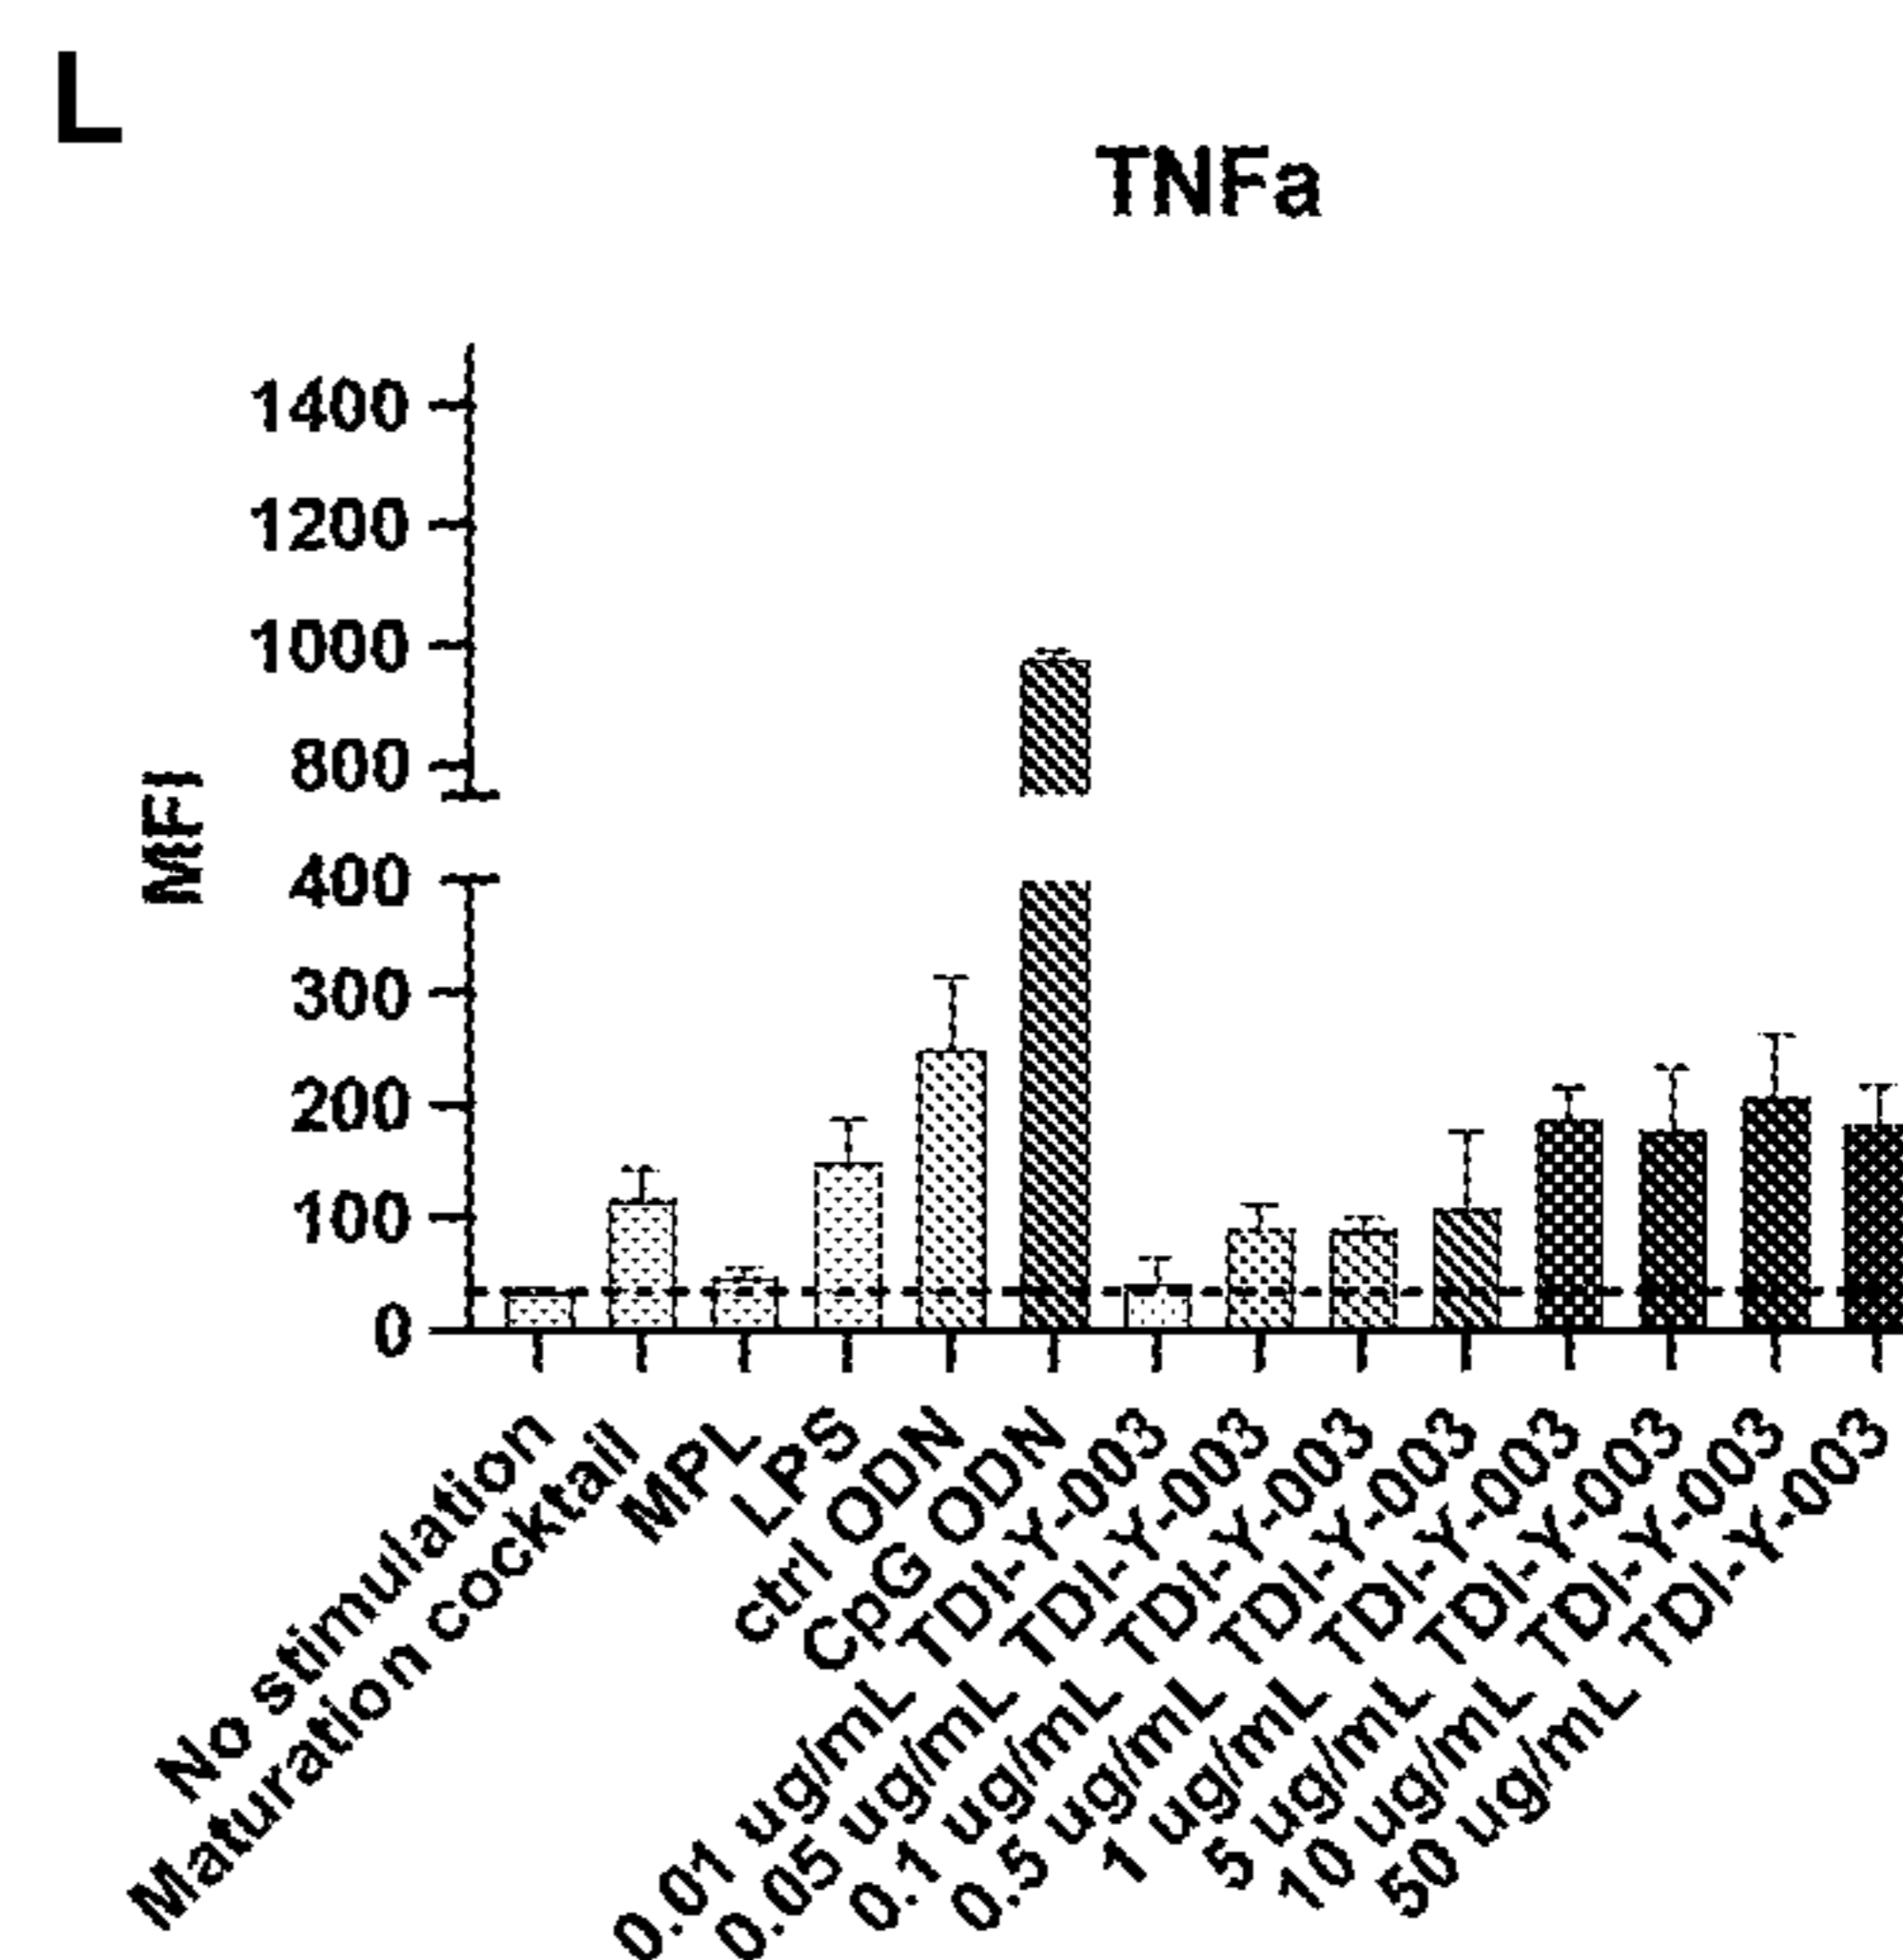 L
TNFa
MFI
1400
1200
1000
800
400
300
200
100
0
No stimulation
Maturation cocktail
MPL
LPS
ctrl ODN
CpG ODN
0.01 ug/mL TDI-Y-003
0.05 ug/mL TDI-Y-003
0.1 ug/mL TDI-Y-003
0.5 ug/mL TDI-Y-003
1 ug/mL TDI-Y-003
5 ug/mL TDI-Y-003
10 ug/mL TDI-Y-003
50 ug/mL TDI-Y-003